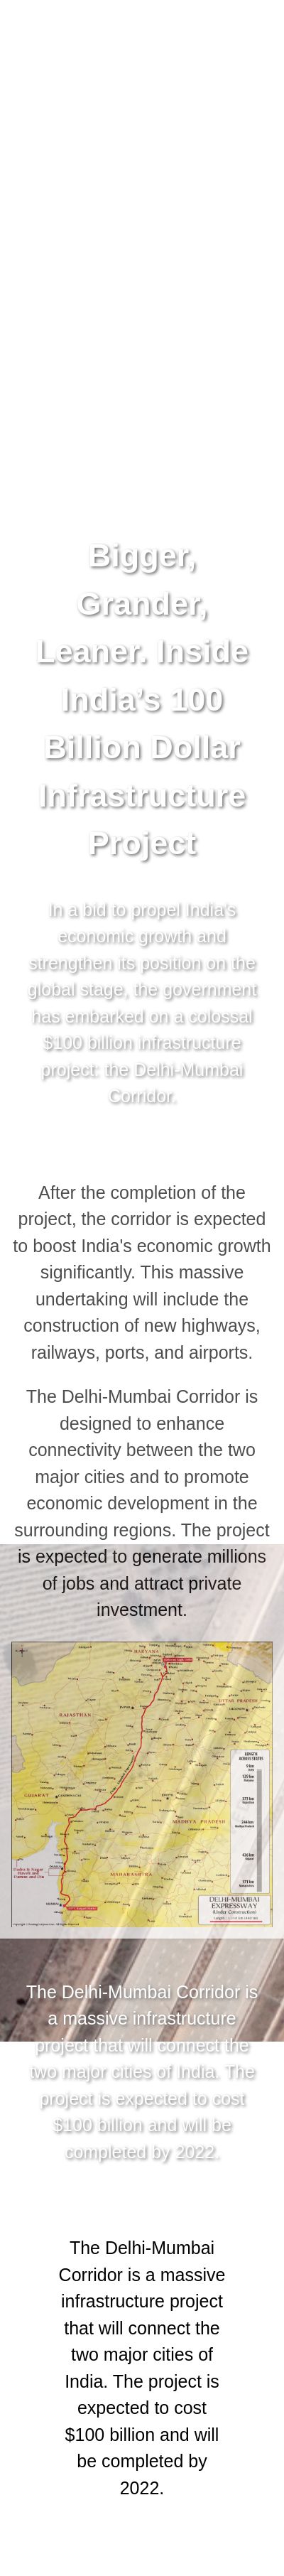 Bigger,
Grander,
Leaner. Inside
India's 100
Billion Dollar
Infrastructure
Project
In a bid to propel India's
economic growth and
strengthen its position on the
global stage, the government
has embarked on a colossal
$100 billion infrastructure
project: the Delhi-Mumbai
Corridor.
After the completion of the
project, the corridor is expected
to boost India's economic growth
significantly. This massive
undertaking will include the
construction of new highways,
railways, ports, and airports.
The Delhi-Mumbai Corridor is
designed to enhance
connectivity between the two
major cities and to promote
economic development in the
surrounding regions. The project
is expected to generate millions
of jobs and attract private
investment.
HARYANA
UTTAR PRADESH
RAJASTHAN
LENGTH
ACROSS STATES
GUJARAT
MADHYA PRADESH
MAHARASHTRA
DELHI-MUMBAI
EXPRESSWAY
(Under Construction)
The Delhi-Mumbai Corridor is
a massive infrastructure
project that will connect the
two major cities of India. The
project is expected to cost
$100 billion and will be
completed by 2022.
The Delhi-Mumbai
Corridor is a massive
infrastructure project
that will connect the
two major cities of
India. The project is
expected to cost
$100 billion and will
be completed by
2022.